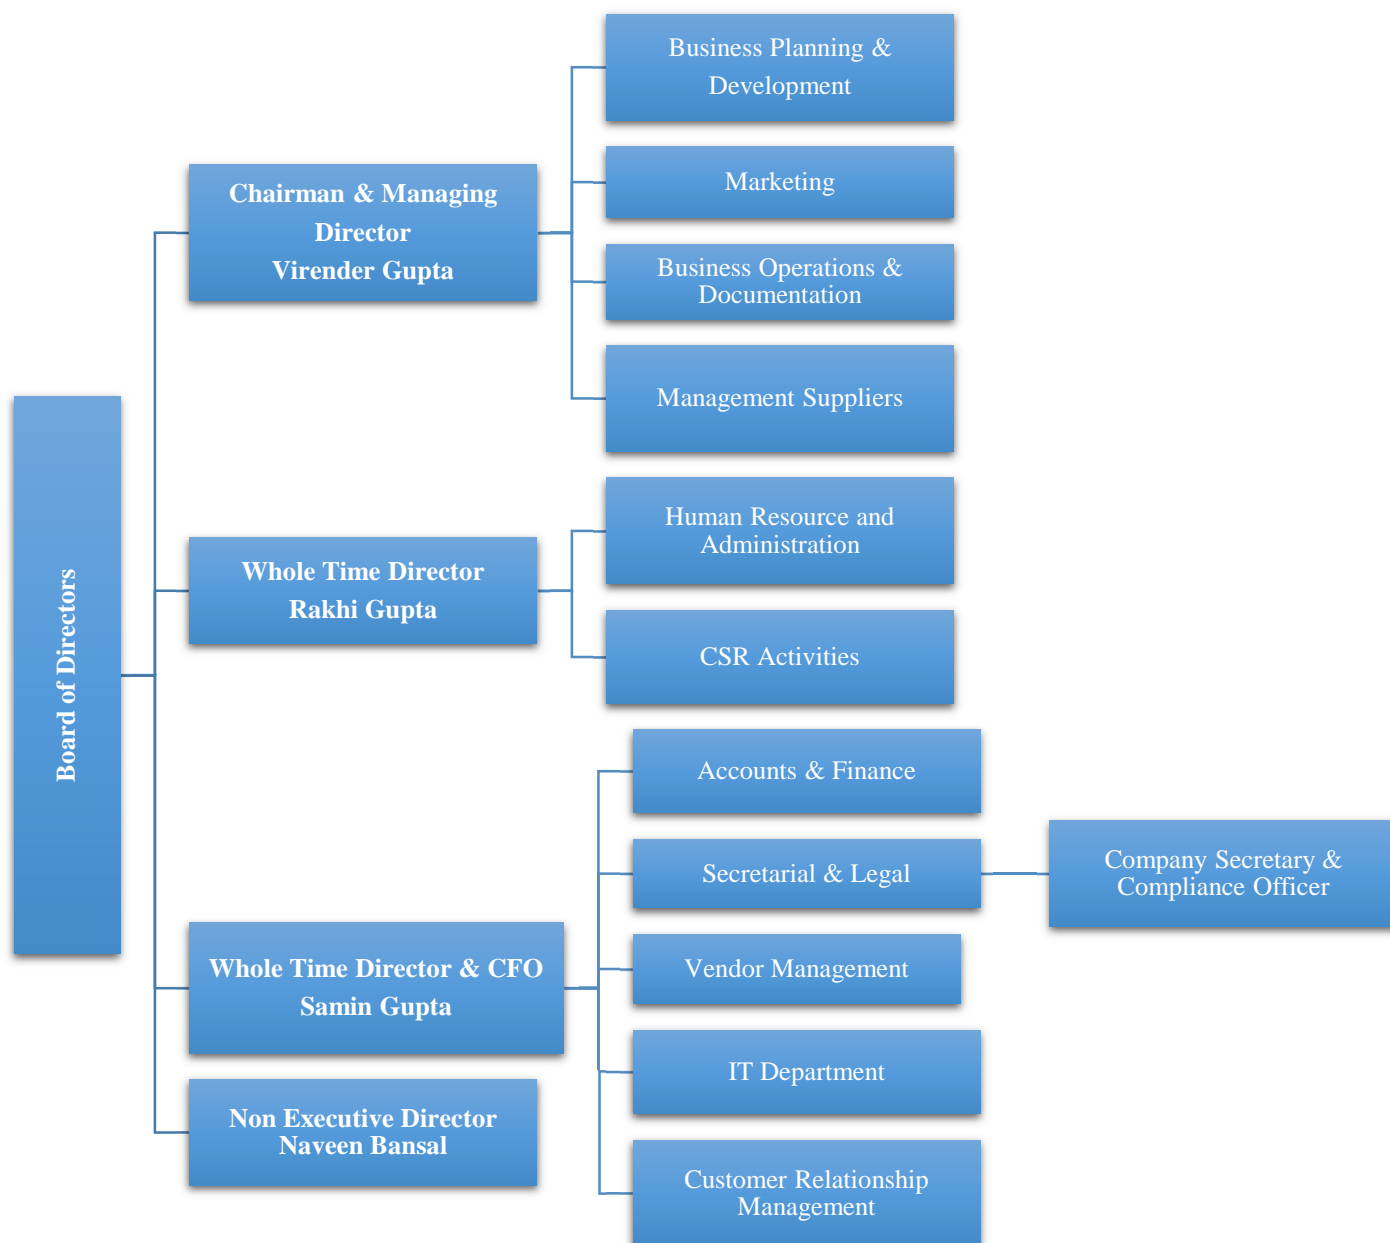 Board of Directors
Chairman & Managing
Director
Virender Gupta
Business Planning &
Development
Marketing
Business Operations &
Documentation
Management Suppliers
Whole Time Director
Rakhi Gupta
Human Resource and
Administration
CSR Activities
Whole Time Director & CFO
Samin Gupta
Accounts & Finance
Secretarial & Legal
Company Secretary &
Compliance Officer
Vendor Management
IT Department
Customer Relationship
Management
Non Executive Director
Naveen Bansal